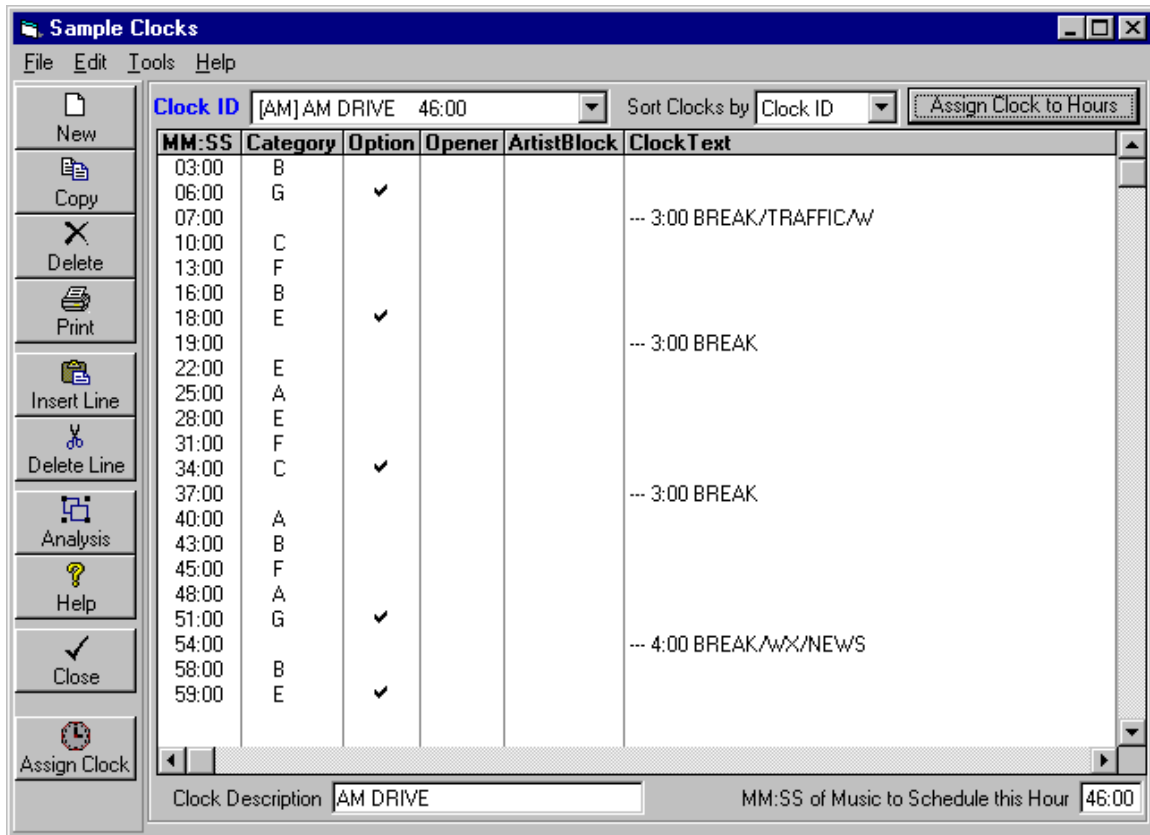 Sample Clocks
File Edit Tools Help
New
Copy
Delete
Print
Insert Line
Delete Line
Analysis
Help
Close
Assign Clock
Clock ID [AM] AM DRIVE 46:00 Sort Clocks by Clock ID Assign Clock to Hours
MM:SS Category Option Opener ArtistBlock ClockText
03:00 B
06:00 G ✔
07:00 --- 3:00 BREAK/TRAFFIC/W
10:00 C
13:00 F
16:00 B
18:00 E ✔
19:00 --- 3:00 BREAK
22:00 E
25:00 A
28:00 E
31:00 F
34:00 C ✔
37:00 --- 3:00 BREAK
40:00 A
43:00 B
45:00 F
48:00 A
51:00 G ✔
54:00 --- 4:00 BREAK/WX/NEWS
58:00 B
59:00 E ✔
Clock Description AM DRIVE MM:SS of Music to Schedule this Hour 46:00